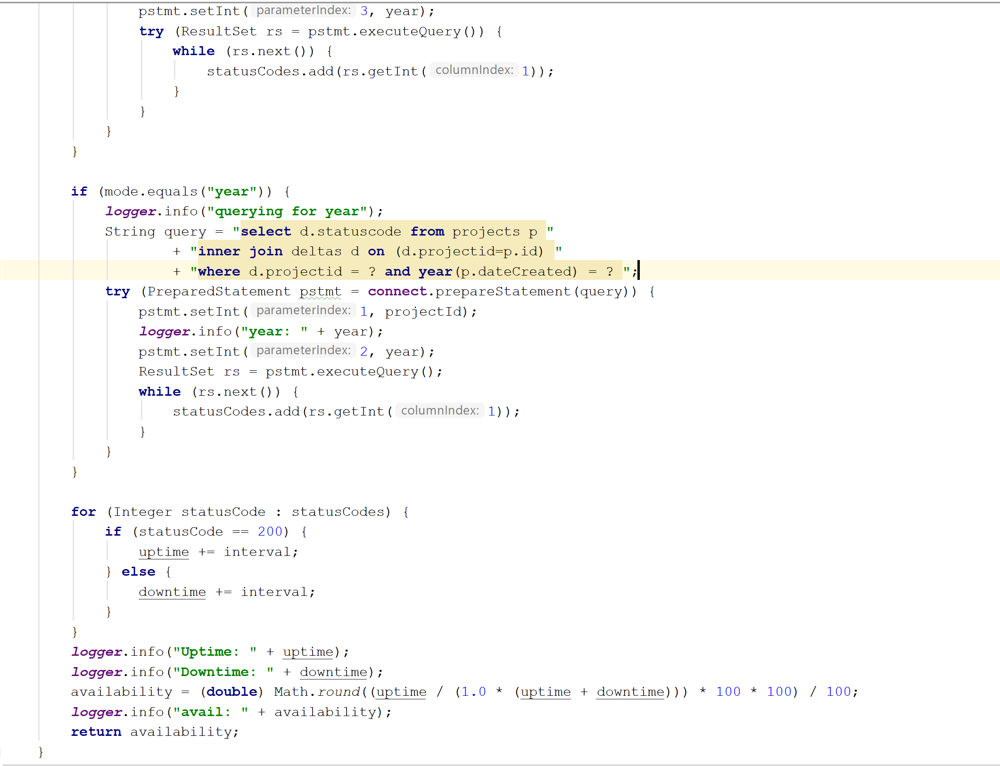 pstmt.setInt( parameterIndex: 3, year);
try (ResultSet rs = pstmt.executeQuery()) {
while (rs.next()) {
statusCodes.add(rs.getInt( columnIndex: 1));
}
}
}
}
if (mode.equals("year")) {
logger.info("querying for year");
String query = "select d.statuscode from projects p "
+ "inner join deltas d on (d.projectid=p.id) "
+ "where d.projectid = ? and year(p.dateCreated) = ? ";
try (PreparedStatement pstmt = connect.prepareStatement(query)) {
pstmt.setInt( parameterIndex: 1, projectId);
logger.info("year: " + year);
pstmt.setInt( parameterIndex: 2, year);
ResultSet rs = pstmt.executeQuery();
while (rs.next()) {
statusCodes.add(rs.getInt( columnIndex: 1));
}
}
}
for (Integer statusCode : statusCodes) {
if (statusCode == 200) {
uptime += interval;
} else {
downtime += interval;
}
}
logger.info("Uptime: " + uptime);
logger.info("Downtime: " + downtime);
availability = (double) Math.round((uptime / (1.0 * (uptime + downtime))) * 100 * 100) / 100;
logger.info("avail: " + availability);
return availability;
}